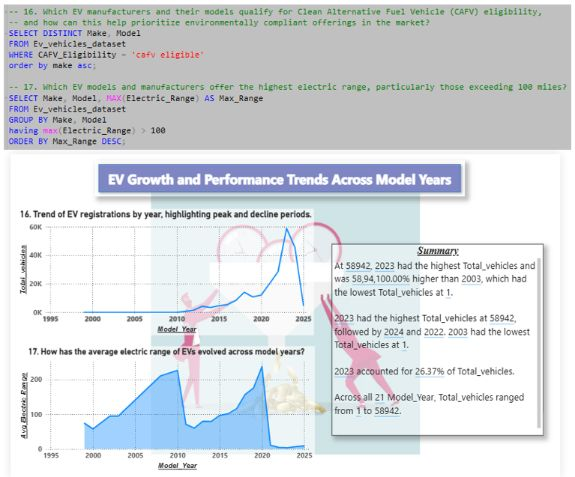 -- 16. Which EV manufacturers and their models qualify for Clean Alternative Fuel Vehicle (CAFV) eligibility,
-- and how can this help prioritize environmentally compliant offerings in the market?
SELECT DISTINCT Make, Model
FROM Ev_vehicles_dataset
WHERE CAFV_Eligibility = 'cafv eligible'
order by make asc;
-- 17. Which EV models and manufacturers offer the highest electric range, particularly those exceeding 100 miles?
SELECT Make, Model, MAX(Electric_Range) AS Max_Range
FROM Ev_vehicles_dataset
GROUP BY Make, Model
having max(Electric_Range) > 100
ORDER BY Max_Range DESC;
EV Growth and Performance Trends Across Model Years
16. Trend of EV registrations by year, highlighting peak and decline periods.
60K
40K
20K
0K
Total_vehicles
1995 2000 2005 2010 2015 2020 2025
Model_Year
17. How has the average electric range of EVs evolved across model years?
200
100
0
Avg Electric Range
1995 2000 2005 2010 2015 2020 2025
Model_Year
Summary
At 58942, 2023 had the highest Total_vehicles and
was 58,94,100.00% higher than 2003, which had
the lowest Total_vehicles at 1.
2023 had the highest Total_vehicles at 58942,
followed by 2024 and 2022. 2003 had the lowest
Total_vehicles at 1.
2023 accounted for 26.37% of Total_vehicles.
Across all 21 Model_Year, Total_vehicles ranged
from 1 to 58942.